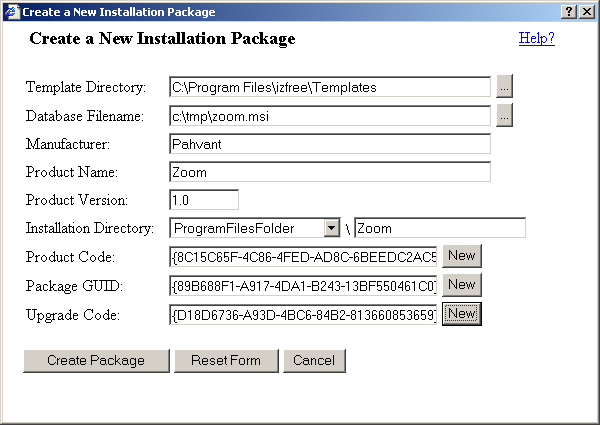 Create a New Installation Package
Create a New Installation Package Help?
Template Directory: C:\Program Files\izfree\Templates ...
Database Filename: c:\tmp\zoom.msi ...
Manufacturer: Pahvant
Product Name: Zoom
Product Version: 1.0
Installation Directory: ProgramFilesFolder \ Zoom
Product Code: {8C15C65F-4C86-4FED-AD8C-6BEEDC2AC5 New
Package GUID: {89B688F1-A917-4DA1-B243-13BF550461C0} New
Upgrade Code: {D18D6736-A93D-4BC6-84B2-813660853659} New
Create Package Reset Form Cancel